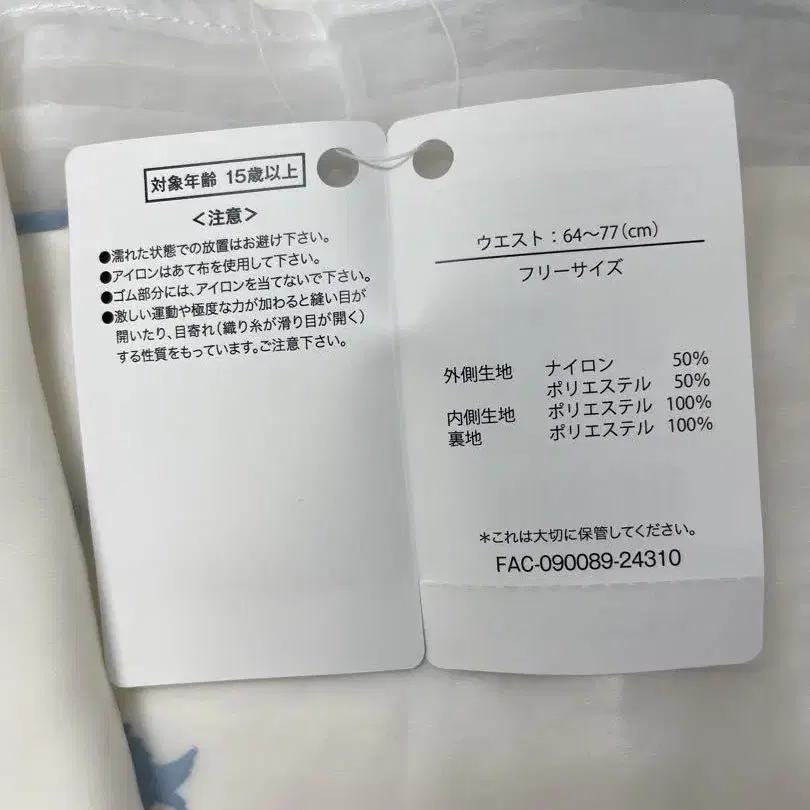 対象年齢 15歳以上
<注意>
●濡れた状態での放置はお避け下さい。
●アイロンはあて布を使用して下さい。
●ゴム部分には、アイロンを当てないで下さい。
●激しい運動や極度な力が加わると縫い目が
開いたり、目寄れ(織り糸が滑り目が開く)
する性質をもっています。ご注意下さい。
ウエスト：64〜77(cm)
フリーサイズ
外側生地 ナイロン 50%
ポリエステル 50%
内側生地 ポリエステル 100%
裏地 ポリエステル 100%
＊これは大切に保管してください。
FAC-090089-24310